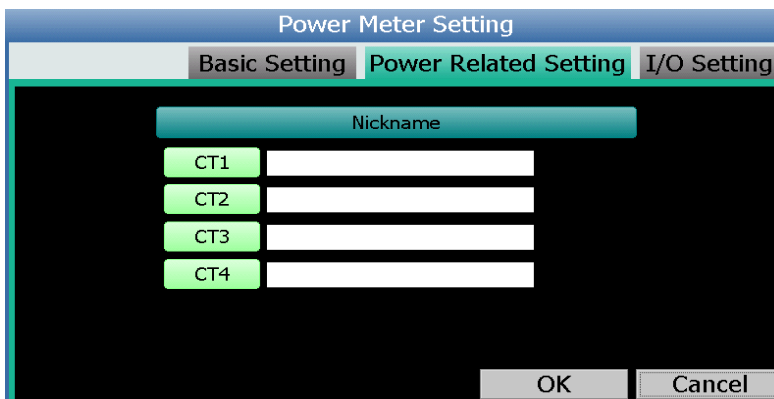 Power Meter Setting
Basic Setting Power Related Setting I/O Setting
Nickname
CT1
CT2
CT3
CT4
OK Cancel